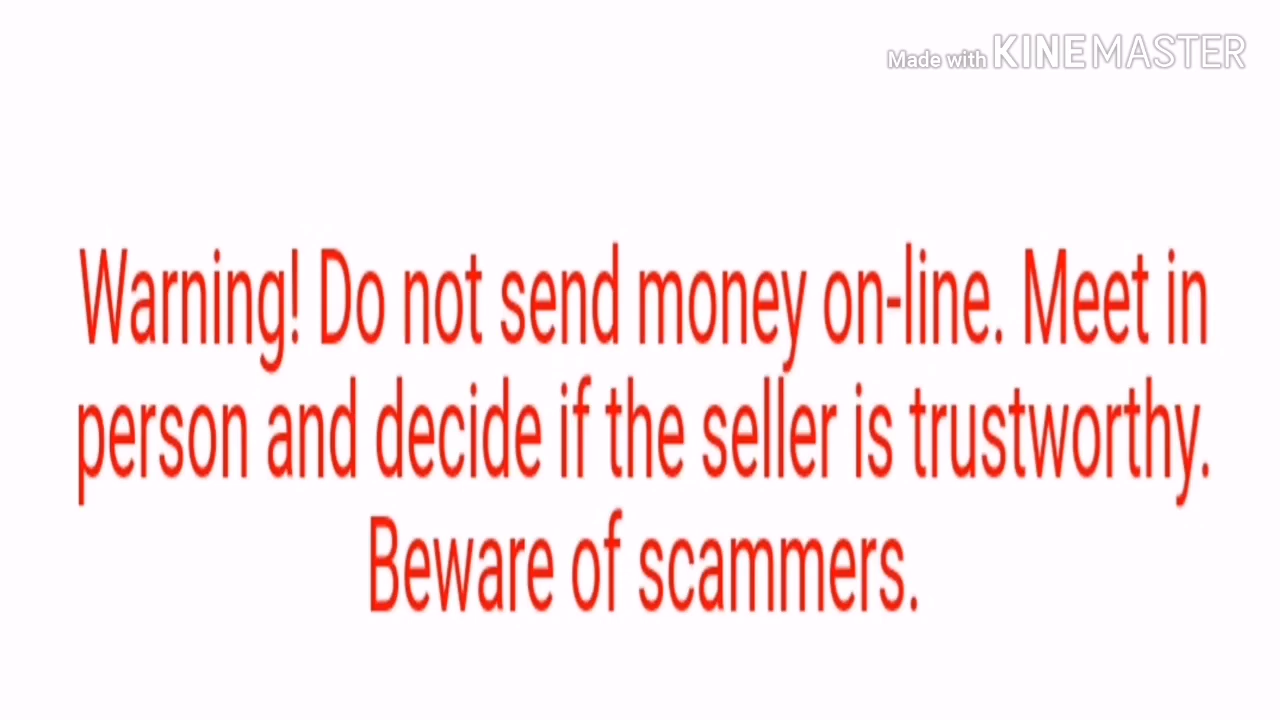 Made with KINEMASTER
Warning! Do not send money on-line. Meet in
person and decide if the seller is trustworthy.
Beware of scammers.